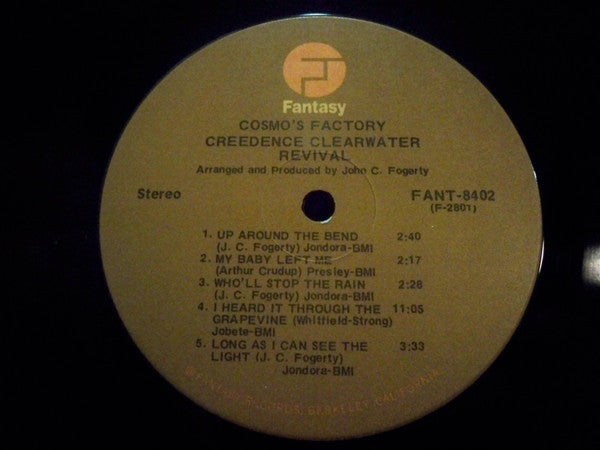 Fantasy
COSMO'S FACTORY
CREEDENCE CLEARWATER
REVIVAL
Arranged and Produced by John C. Fogerty
Stereo
FANT-8402
(F-2801)
1. UP AROUND THE BEND 2:40
(J. C. Fogerty) Jondora-BMI
2. MY BABY LEFT ME 2:17
(Arthur Crudup) Presley-BMI
3. WHO'LL STOP THE RAIN 2:28
(J. C. Fogerty) Jondora-BMI
4. I HEARD IT THROUGH THE 11:05
GRAPEVINE (Whitfield-Strong)
Jobete-BMI
5. LONG AS I CAN SEE THE 3:33
LIGHT (J. C. Fogerty)
Jondora-BMI
FANTASY RECORDS, BERKELEY, CALIFORNIA